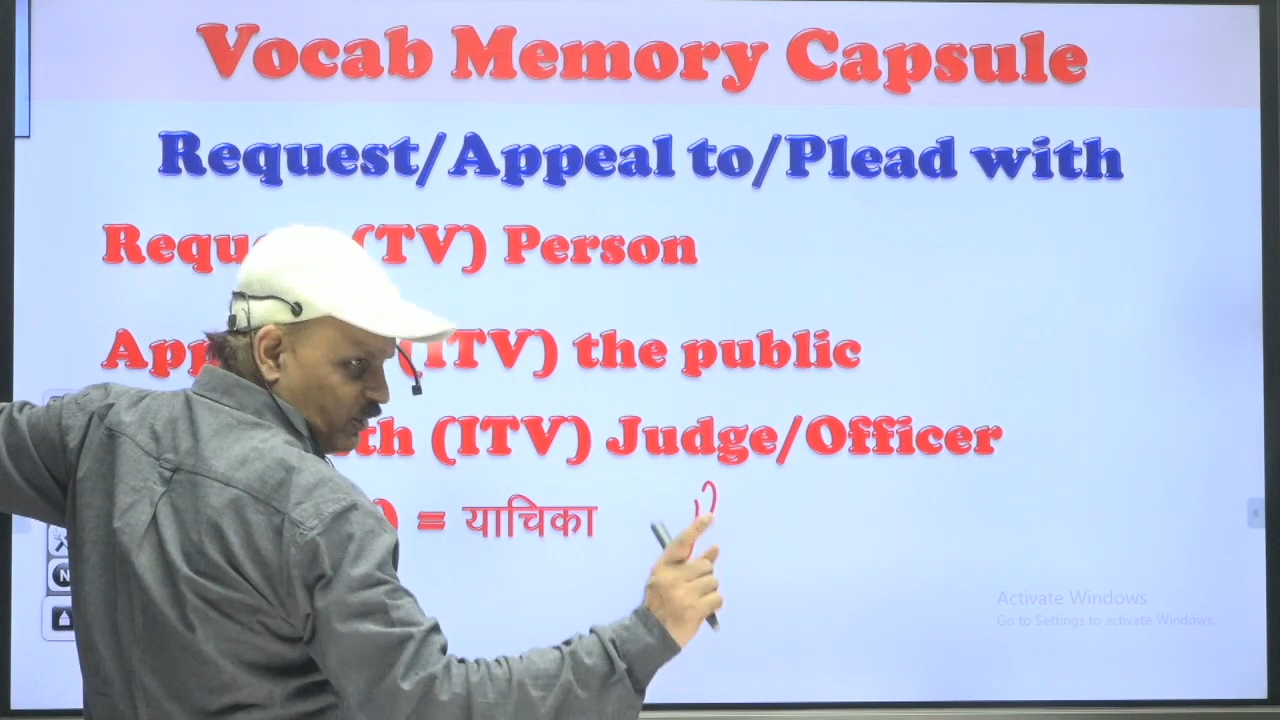 Vocab Memory Capsule
Request/Appeal to/Plead with
(TV) Person
(ITV) the public
(ITV) Judge/Officer
= याचिका
N
Activate Windows
Go to Settings to activate Windows.